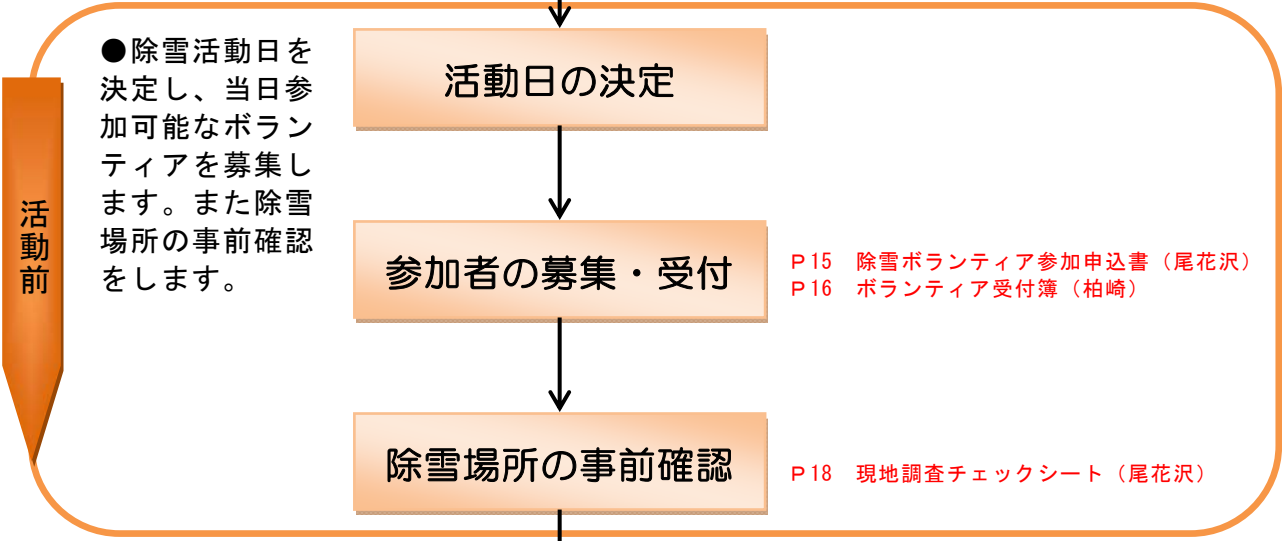 活動前
●除雪活動日を
決定し、当日参
加可能なボラン
ティアを募集し
ます。また除雪
場所の事前確認
をします。
活動日の決定
参加者の募集・受付
P15 除雪ボランティア参加申込書（尾花沢）
P16 ボランティア受付簿（柏崎）
除雪場所の事前確認
P18 現地調査チェックシート（尾花沢）